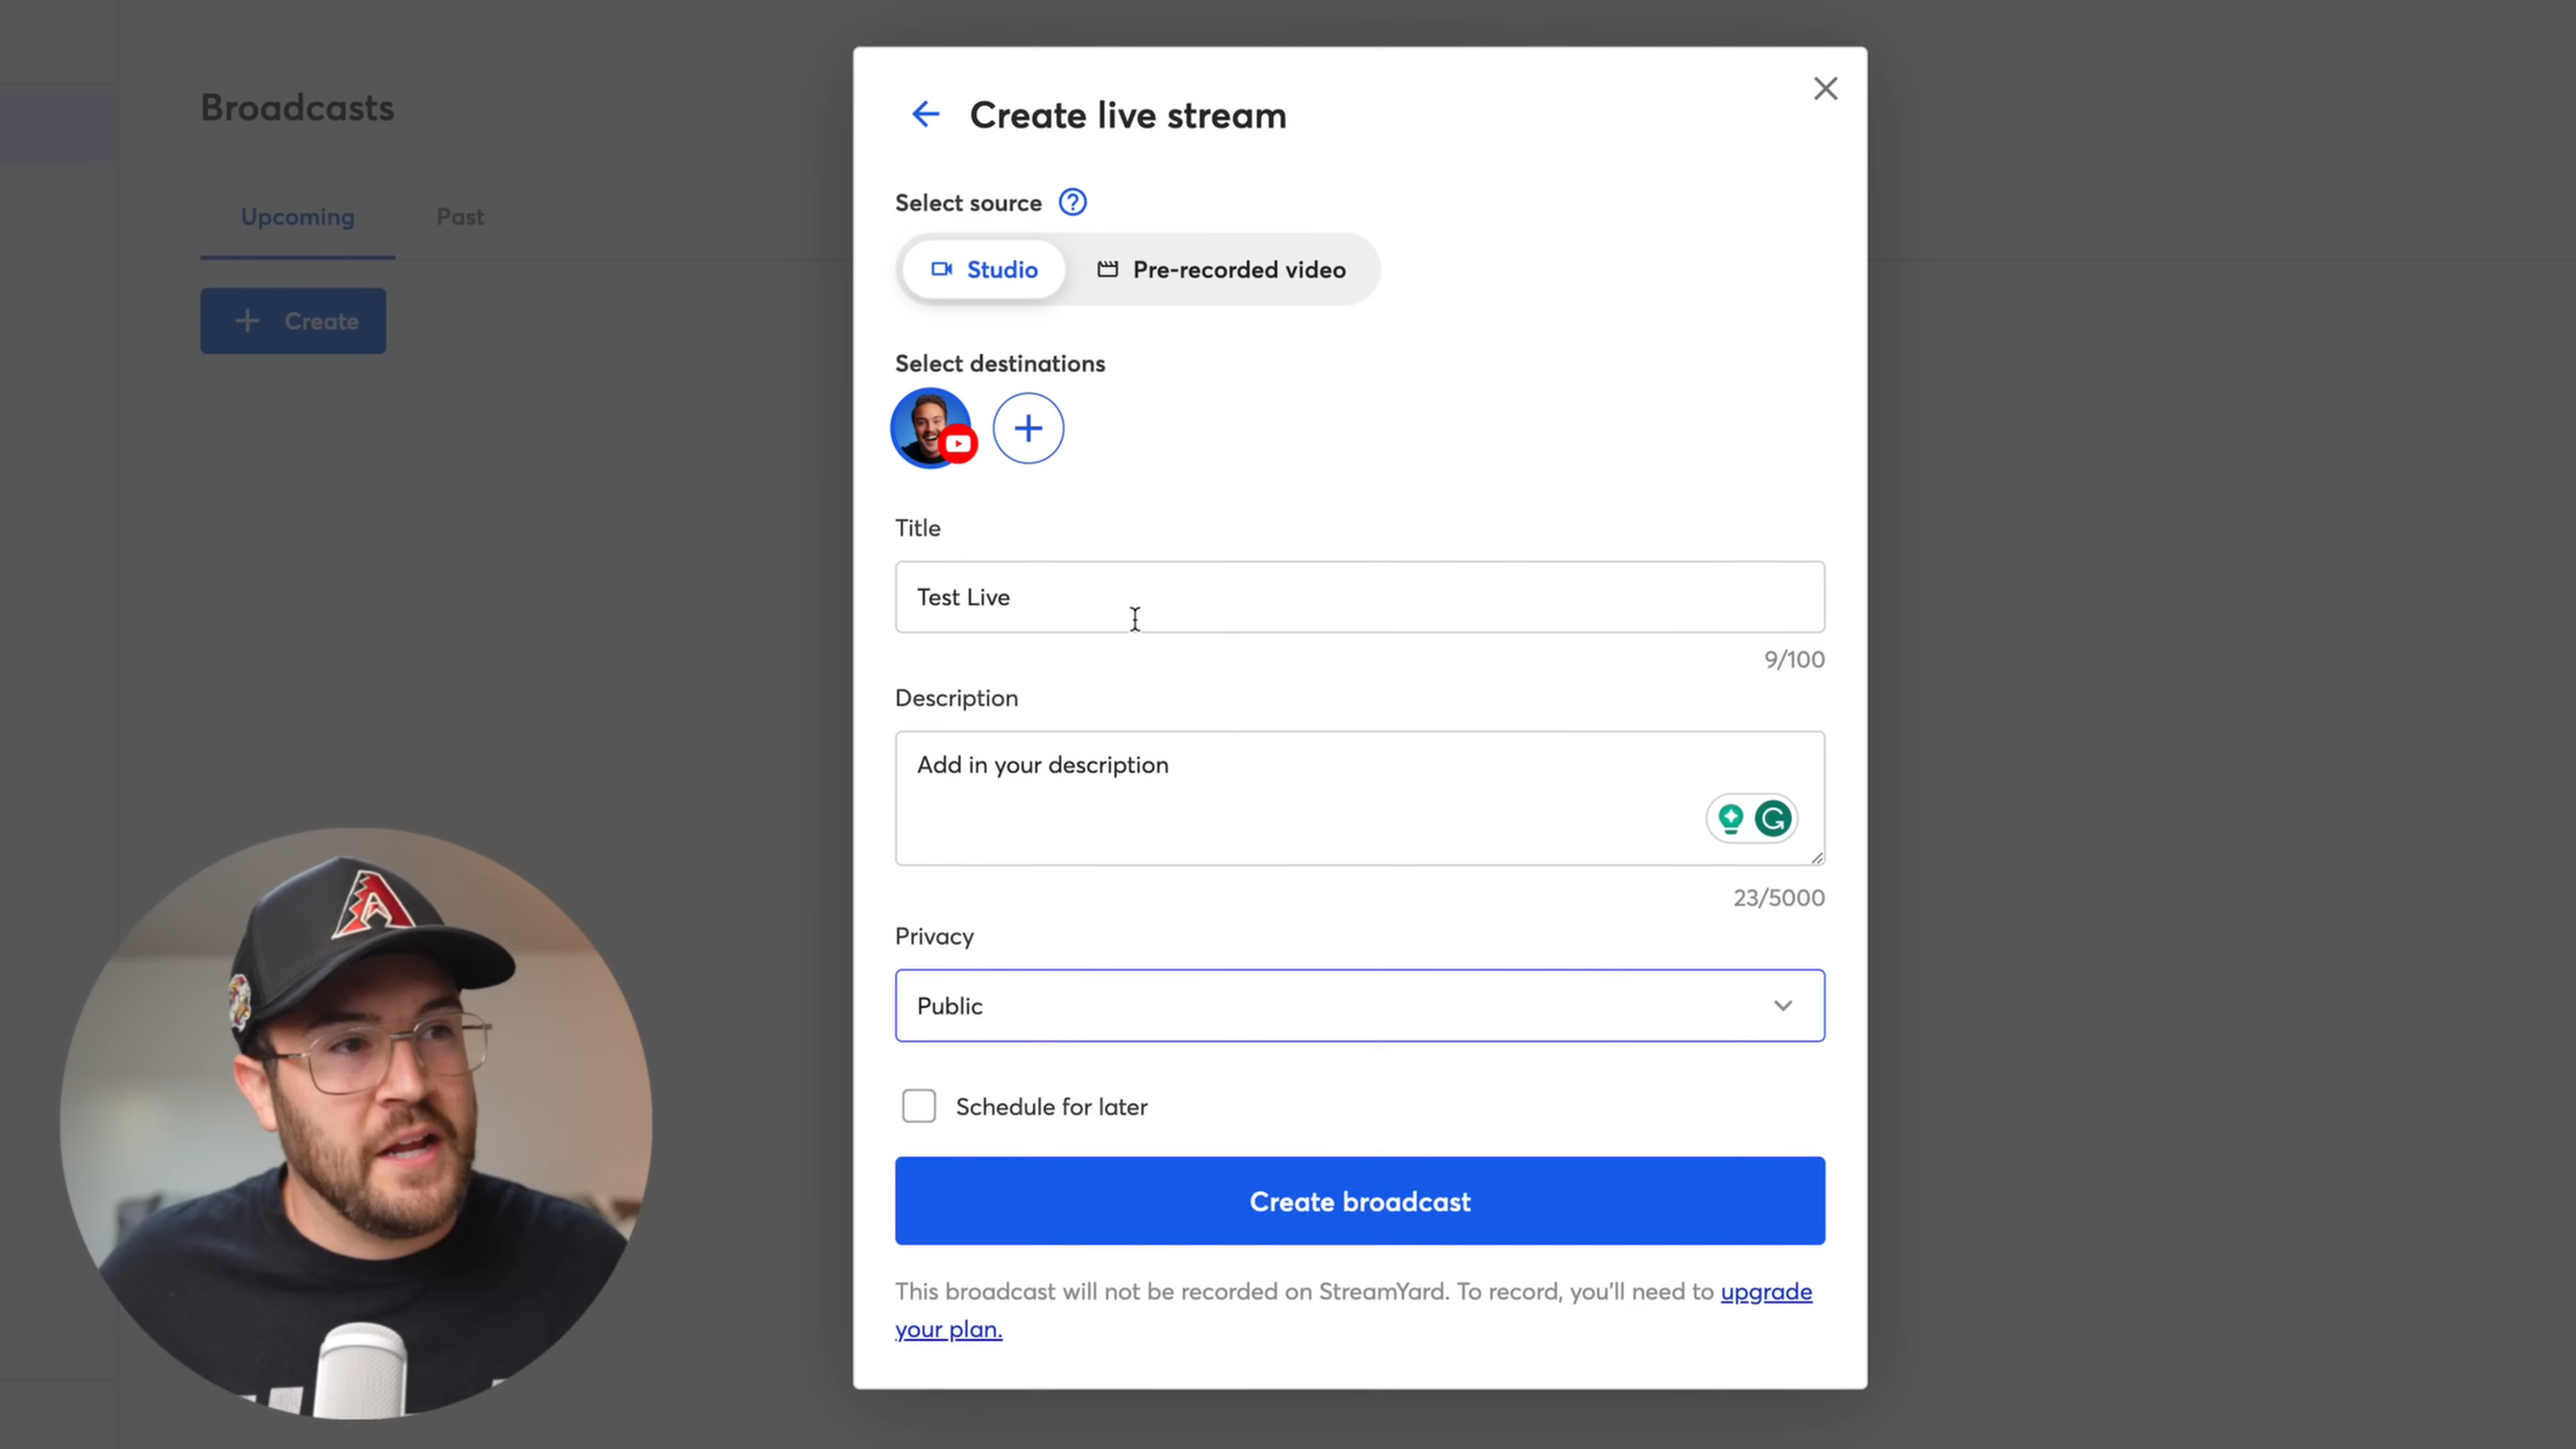 Broadcasts
Upcoming
Past
Create
Create live stream
Select source
Studio
Pre-recorded video
Select destinations
Title
Test Live
9/100
Description
Add in your description
23/5000
Privacy
Public
Schedule for later
Create broadcast
This broadcast will not be recorded on StreamYard. To record, you'll need to upgrade
your plan.